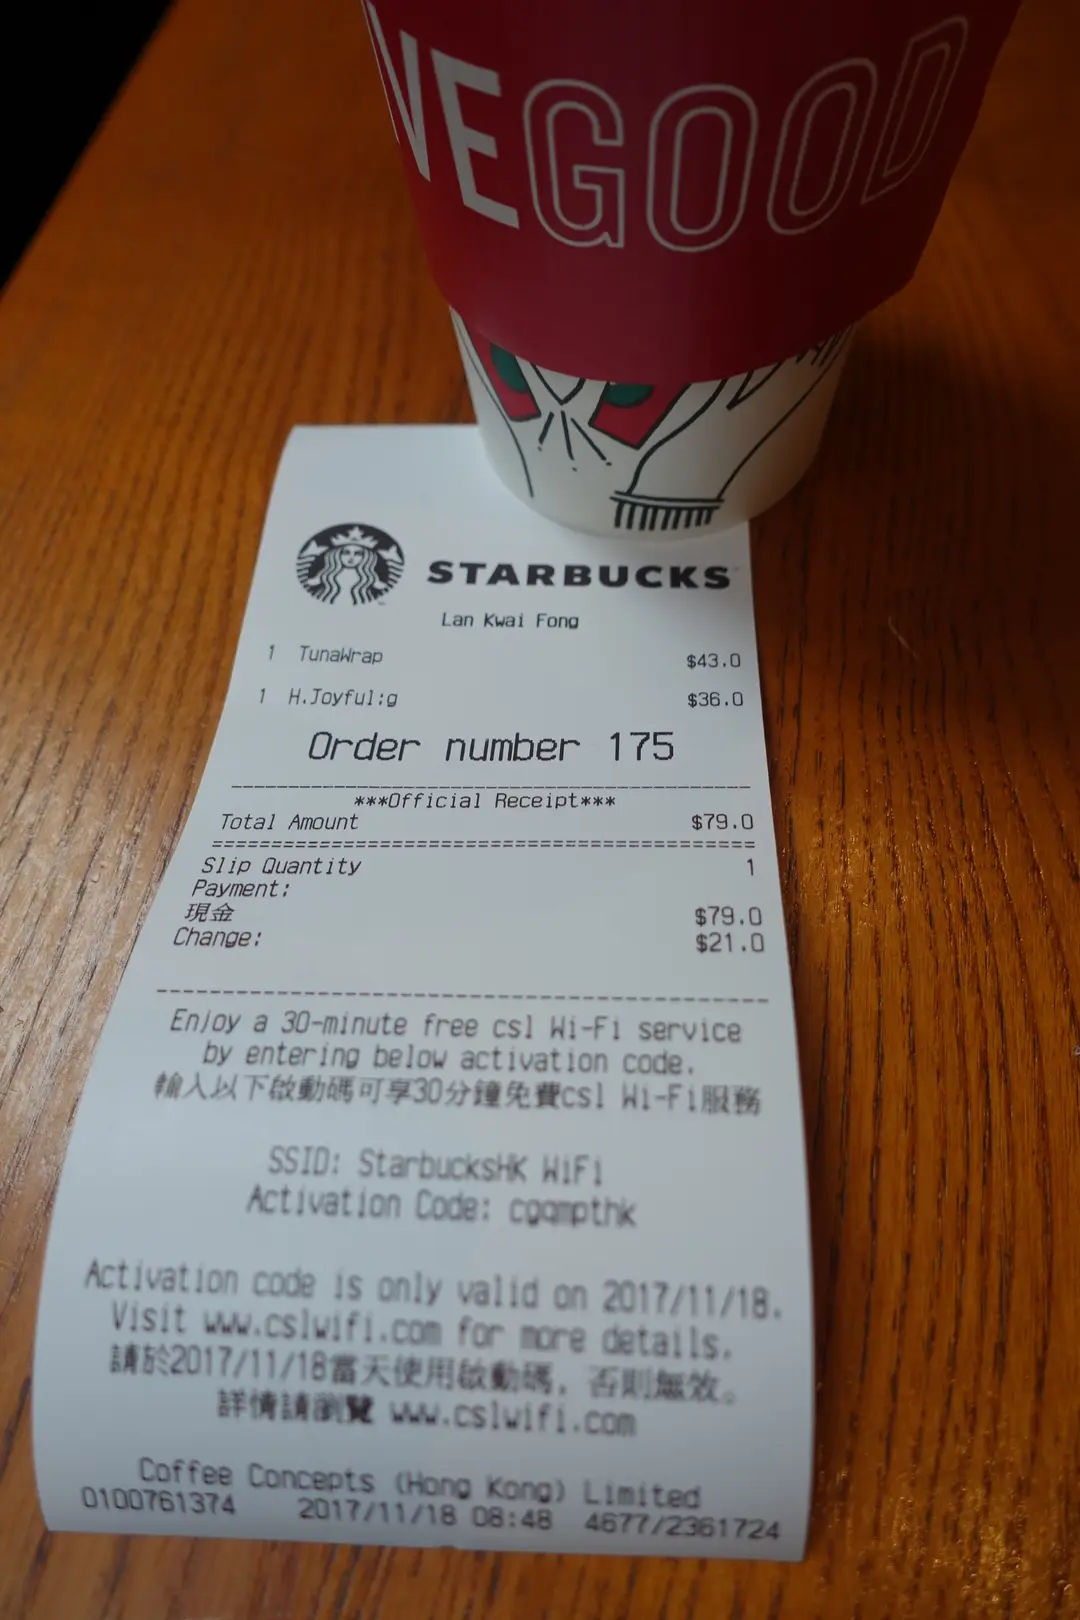 VEGOOD
STARBUCKS
Lan Kwai Fong
1 TunaWrap $43.0
1 H.Joyful:g $36.0
Order number 175
***Official Receipt***
Total Amount $79.0
Slip Quantity 1
Payment:
現金 $79.0
Change: $21.0
Enjoy a 30-minute free csl Wi-Fi service
by entering below activation code.
輸入以下啟動碼可享30分鐘免費csl Wi-Fi服務
SSID: StarbucksHK WiFi
Activation Code: cgqmpthk
Activation code is only valid on 2017/11/18.
Visit www.cslwifi.com for more details.
請於2017/11/18當天使用啟動碼，否則無效。
詳情請瀏覽 www.cslwifi.com
Coffee Concepts (Hong Kong) Limited
0100761374 2017/11/18 08:48 4677/2361724